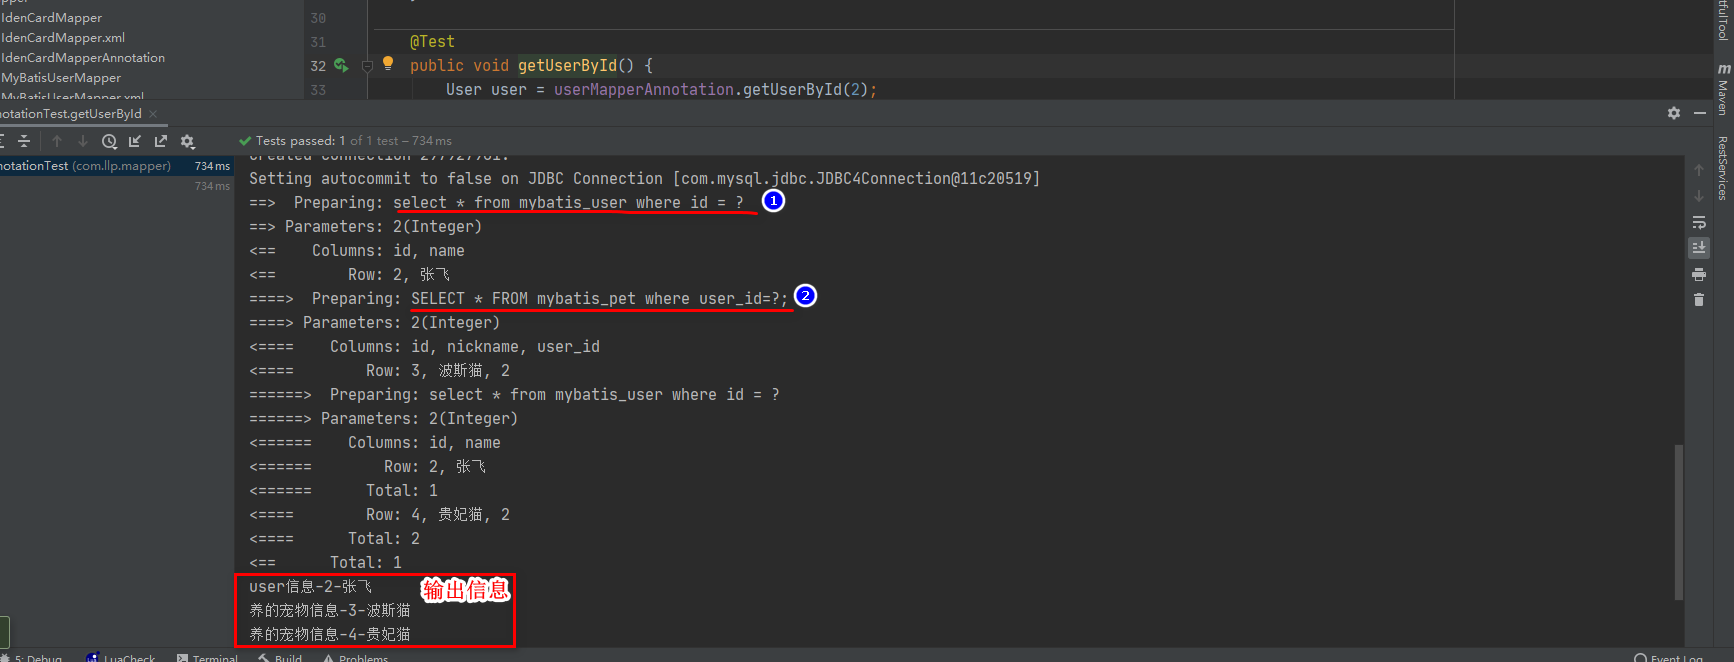 IdenCardMapper
IdenCardMapper.xml
IdenCardMapperAnnotation
MyBatisUserMapper
MyBatisUserMapper.xml
30
31 @Test
32 public void getUserById() {
33 User user = userMapperAnnotation.getUserById(2);
notationTest.getUserById
Tests passed: 1 of 1 test – 734 ms
notationTest (com.llp.mapper) 734 ms
734 ms
Created connection 297927961.
Setting autocommit to false on JDBC Connection [com.mysql.jdbc.JDBC4Connection@11c20519]
==>  Preparing: select * from mybatis_user where id = ? 1
==> Parameters: 2(Integer)
<==    Columns: id, name
<==        Row: 2, 张飞
====>  Preparing: SELECT * FROM mybatis_pet where user_id=?; 2
====> Parameters: 2(Integer)
<====    Columns: id, nickname, user_id
<====        Row: 3, 波斯猫, 2
======>  Preparing: select * from mybatis_user where id = ?
======> Parameters: 2(Integer)
<======    Columns: id, name
<======        Row: 2, 张飞
<======      Total: 1
<====        Row: 4, 贵妃猫, 2
<====      Total: 2
<==      Total: 1
user信息-2-张飞 输出信息
养的宠物信息-3-波斯猫
养的宠物信息-4-贵妃猫
5: Debug LuaCheck Terminal Build Problems Event Log
tfulTool
Maven
RestServices